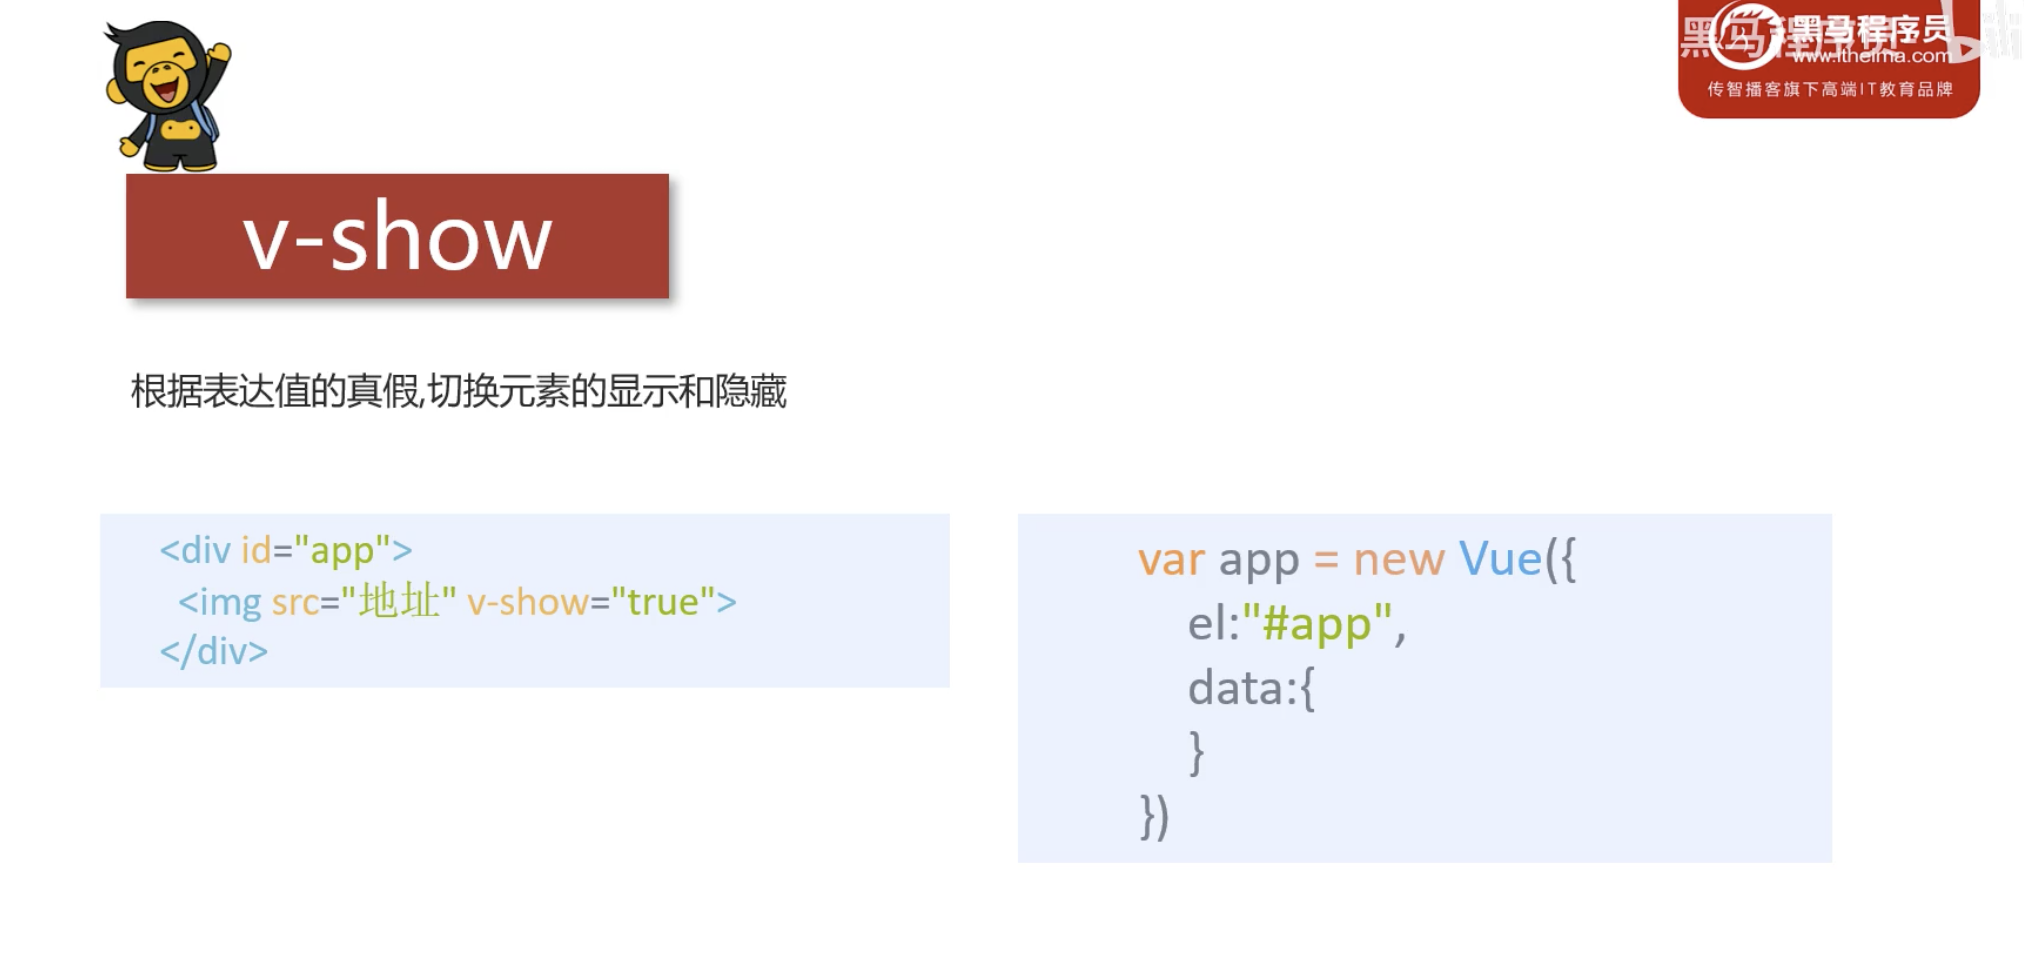 黑马程序员
www.itheima.com
传智播客旗下高端IT教育品牌
v-show
根据表达值的真假,切换元素的显示和隐藏
<div id="app">
<img src="地址" v-show="true">
</div>
var app = new Vue({
el:"#app",
data:{
}
})